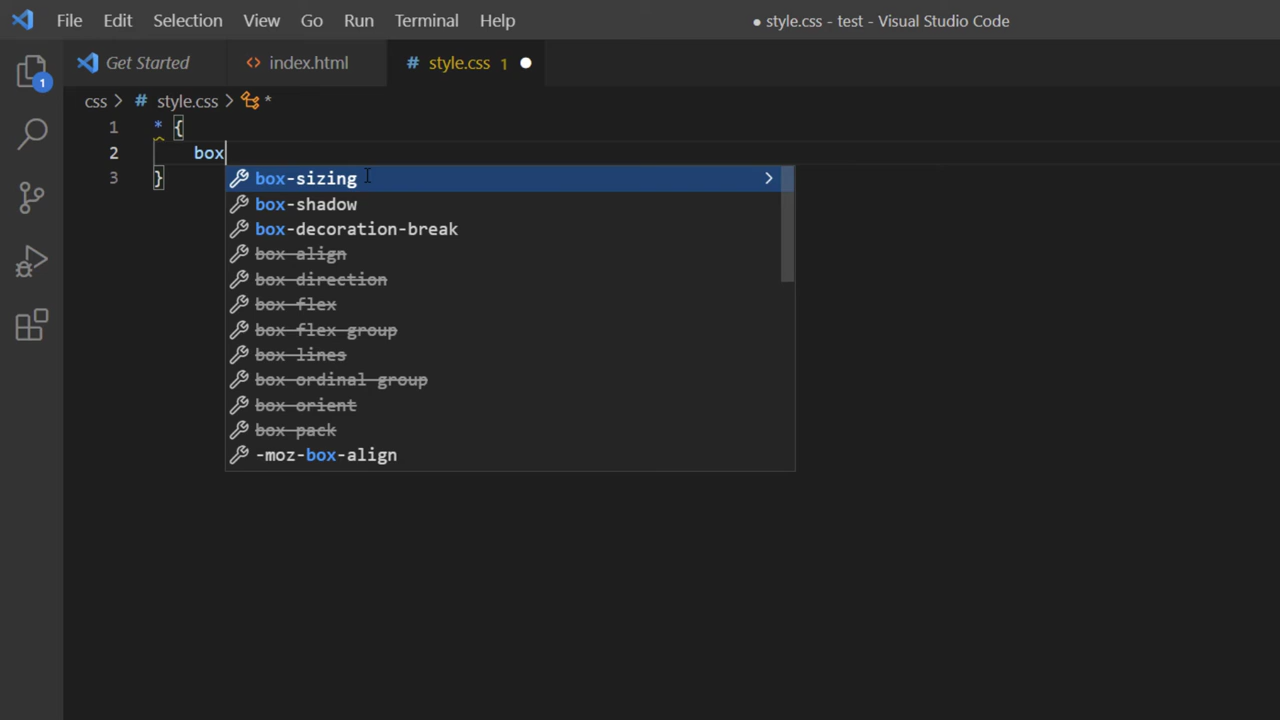 File Edit Selection View Go Run Terminal Help ● style.css - test - Visual Studio Code
Get Started <> index.html # style.css 1 ●
1
css > # style.css > *
1 * {
2 box
3 }
box-sizing >
box-shadow
box-decoration-break
box-align
box-direction
box-flex
box-flex-group
box-lines
box-ordinal-group
box-orient
box-pack
-moz-box-align